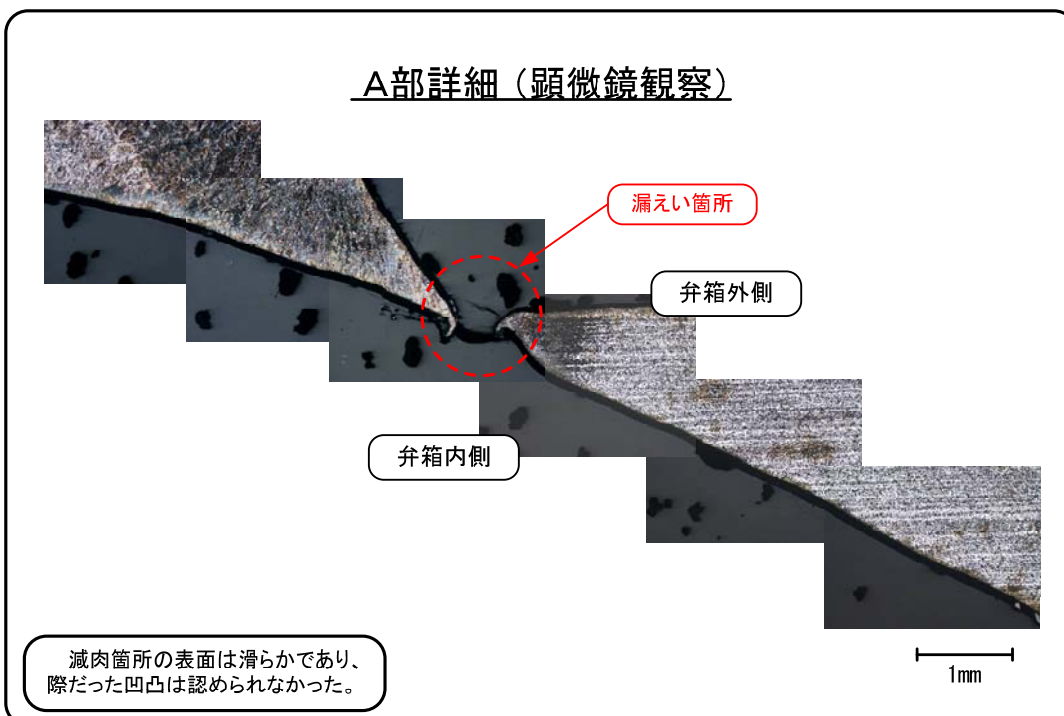 A部詳細（顕微鏡観察）
漏えい箇所
弁箱外側
弁箱内側
減肉箇所の表面は滑らかであり、
際だった凹凸は認められなかった。
1mm